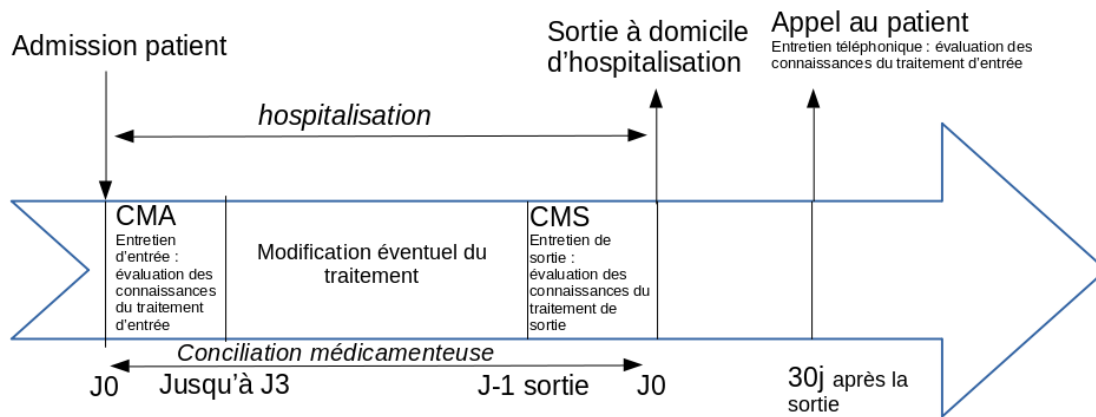 Admission patient
Sortie à domicile
d'hospitalisation
Appel au patient
Entretien téléphonique : évaluation des
connaissances du traitement d'entrée
hospitalisation
CMA
Entretien
d'entrée :
évaluation des
connaissances
du traitement
d'entrée
Modification éventuel du
traitement
CMS
Entretien de
sortie :
évaluation des
connaissances du
traitement de
sortie
Conciliation médicamenteuse
J0
Jusqu'à J3
J-1 sortie
J0
30j après la
sortie